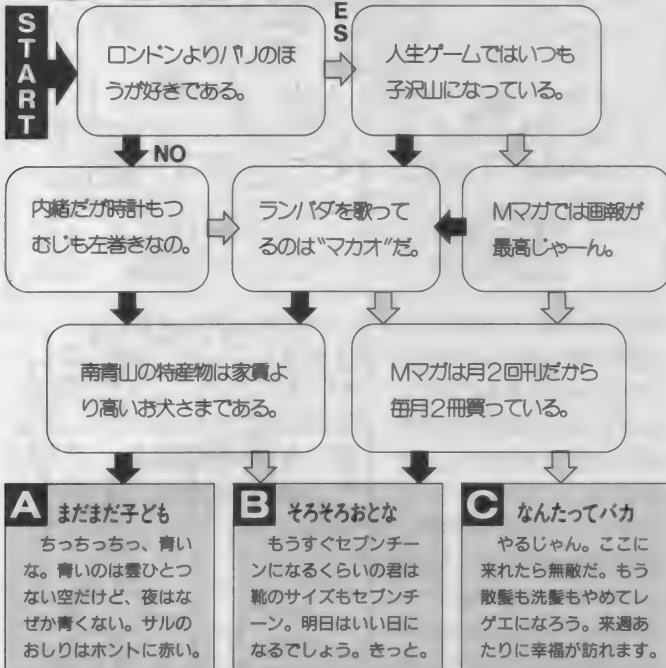 START
ロンドンよりパリのほ
うが好きである。
ES
人生ゲームではいつも
子沢山になっている。
NO
内緒だが時計もつ
むじも左巻きなの。
ランバダを歌って
るのは“マカオ”だ。
Mマガでは画報が
最高じゃーん。
南青山の特産物は家賃よ
り高いお犬さまである。
Mマガは月2回刊だから
毎月2冊買っている。
A まだまだ子ども
ちっちっちっ、青い
な。青いのは雲ひとつ
ない空だけど、夜はな
ぜか青くない。サルの
おしりはホントに赤い。
B そろそろおとな
もうすぐセブンチー
ンになるくらいの君は
靴のサイズもセブンチ
ーン。明日はいい日に
なるでしょう。きっと。
C なんたってバカ
やるじゃん。ここに
来れたら無敵だ。もう
散髪も洗髪もやめてレ
ゲエになろう。来週あ
たりに幸福が訪れます。